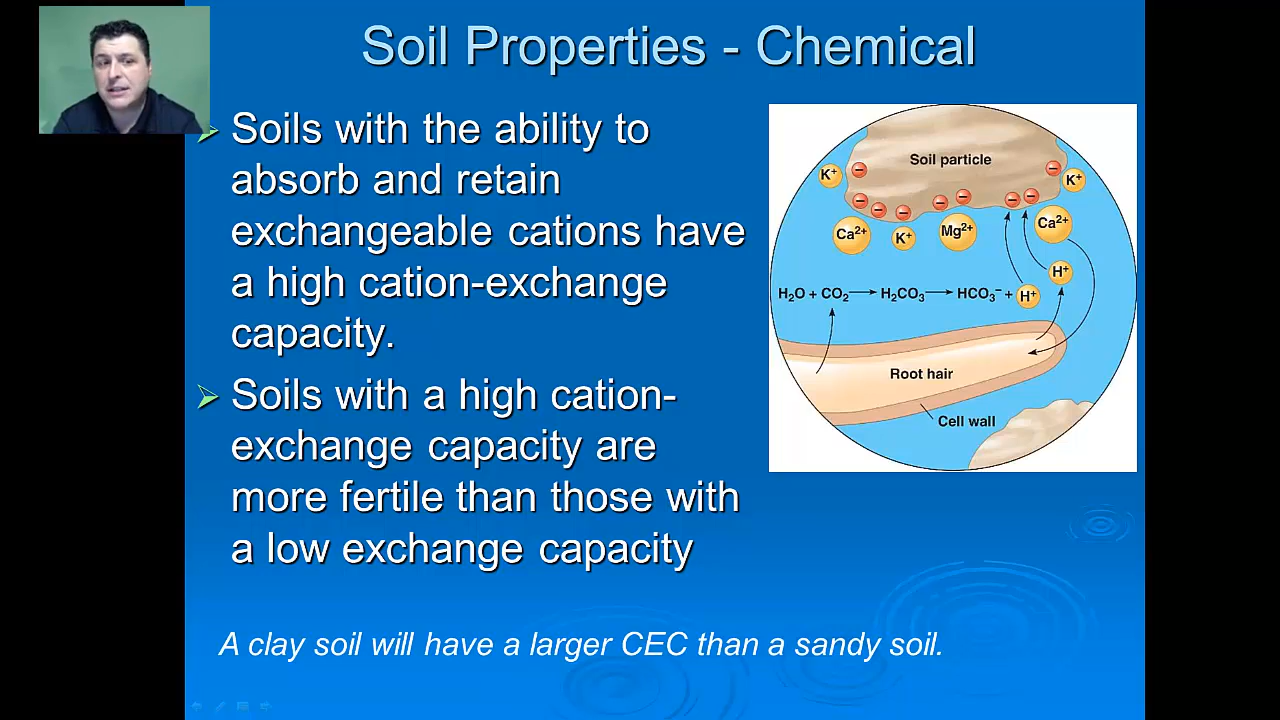 Soil Properties - Chemical
Soils with the ability to
absorb and retain
exchangeable cations have
a high cation-exchange
capacity.
Soils with a high cation-
exchange capacity are
more fertile than those with
a low exchange capacity
A clay soil will have a larger CEC than a sandy soil.
Soil particle
K⁺
K⁺
Ca²⁺
K⁺
Mg²⁺
Ca²⁺
H⁺
H₂O + CO₂ → H₂CO₃ → HCO₃⁻ + H⁺
Root hair
Cell wall